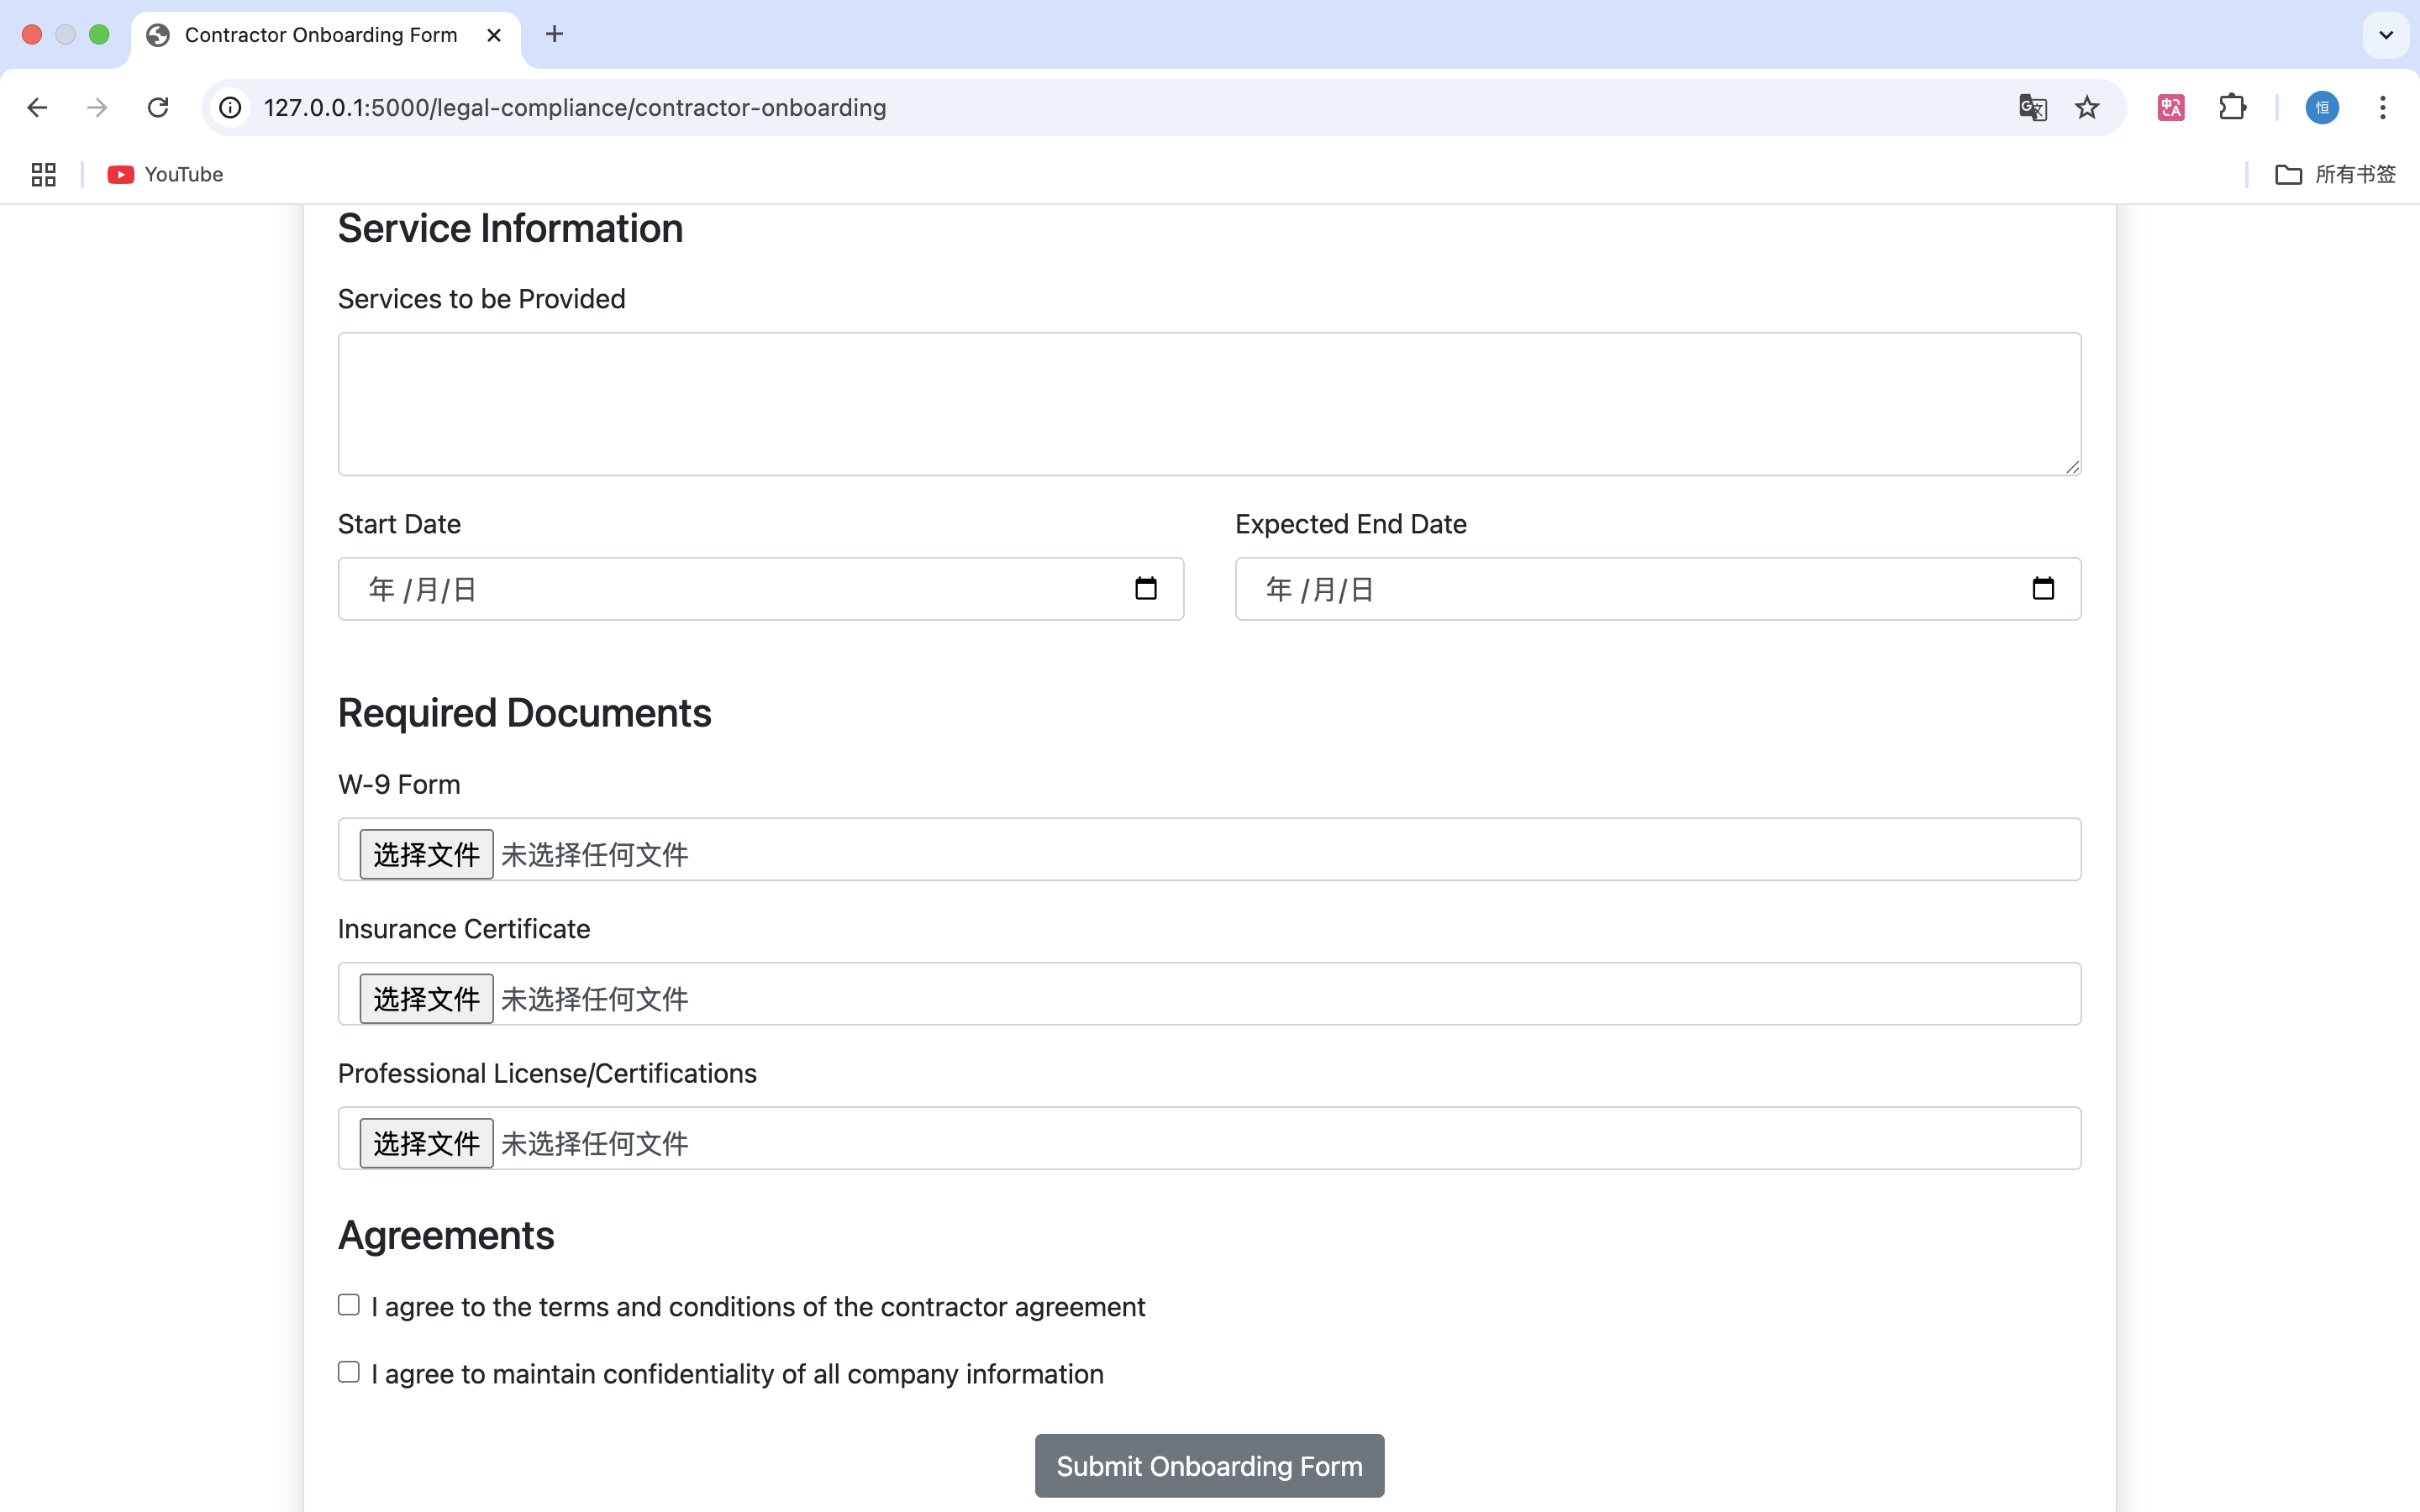 Contractor Onboarding Form
127.0.0.1:5000/legal-compliance/contractor-onboarding
中A
恒
YouTube
所有书签
Service Information
Services to be Provided
Start Date
Expected End Date
年 /月/日
年 /月/日
Required Documents
W-9 Form
选择文件 未选择任何文件
Insurance Certificate
选择文件 未选择任何文件
Professional License/Certifications
选择文件 未选择任何文件
Agreements
I agree to the terms and conditions of the contractor agreement
I agree to maintain confidentiality of all company information
Submit Onboarding Form